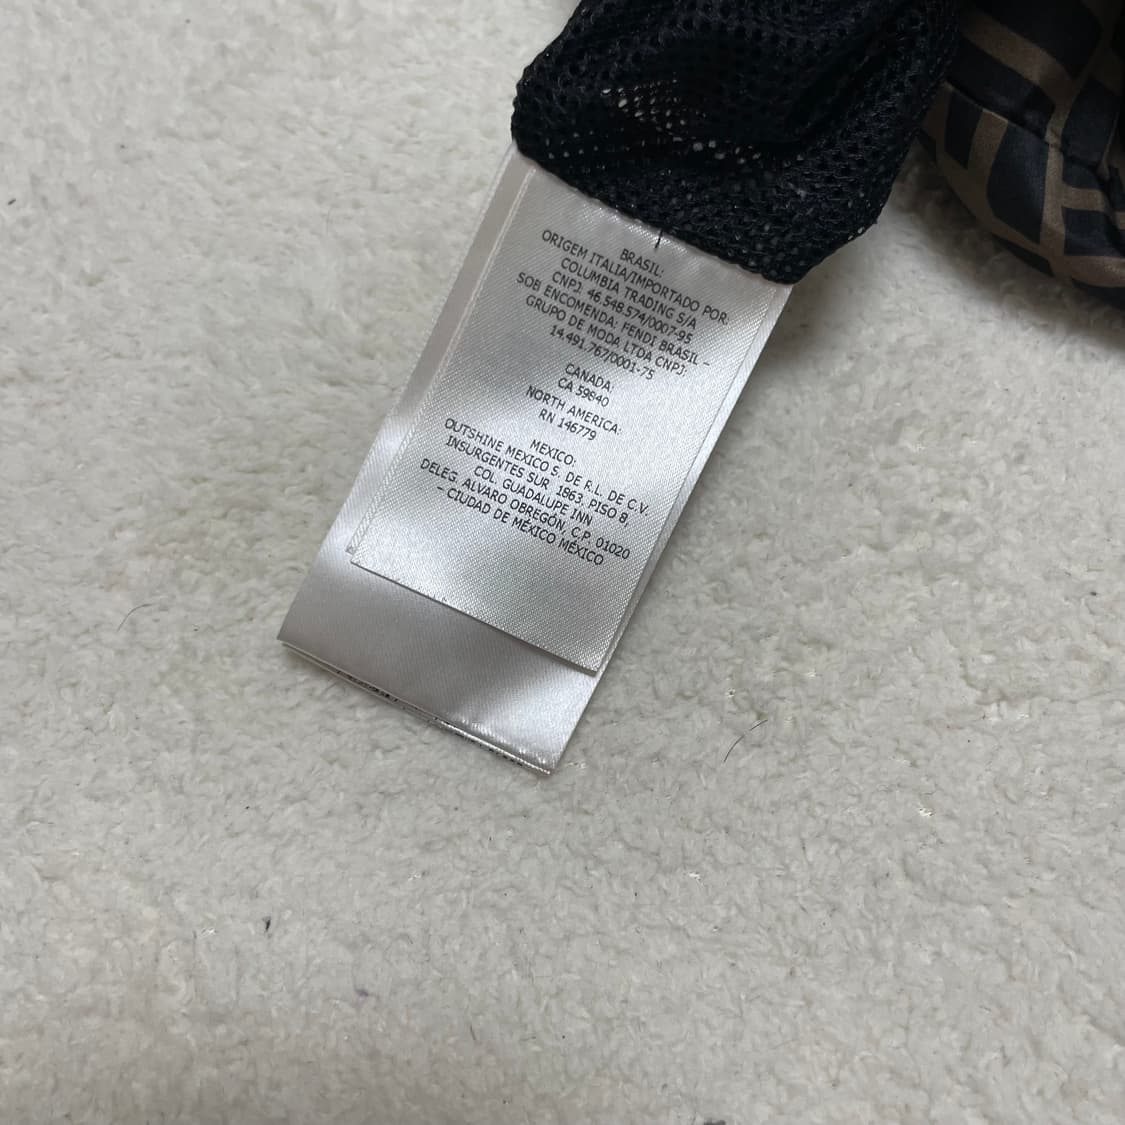 BRASIL:
ORIGEM ITALIA/IMPORTADO POR:
COLUMBIA TRADING S/A
CNPJ: 46.548.574/0007-95
SOB ENCOMENDA: FENDI BRASIL –
GRUPO DE MODA LTDA CNPJ:
14.491.767/0001-75
CANADA:
CA 59840
NORTH AMERICA:
RN 146779
MEXICO:
OUTSHINE MEXICO S. DE R.L. DE C.V.
INSURGENTES SUR 1863, PISO 8,
COL. GUADALUPE INN
DELEG. ALVARO OBREGÓN, C.P. 01020
– CIUDAD DE MÉXICO MÉXICO